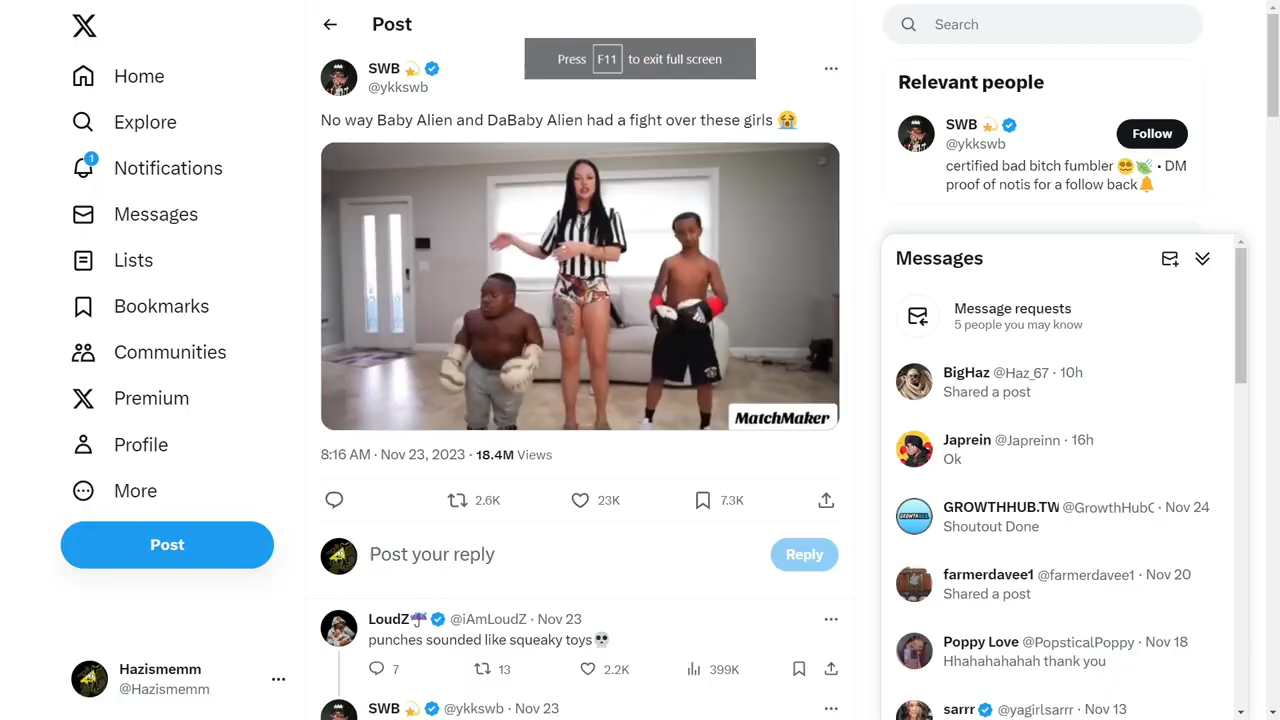 Post
Press F11 to exit full screen
Search
Home
Explore
1
Notifications
Messages
Lists
Bookmarks
Communities
Premium
Profile
More
Post
Hazismemm
@Hazismemm
SWB
@ykkswb
No way Baby Alien and DaBaby Alien had a fight over these girls 😭
MatchMaker
8:16 AM · Nov 23, 2023 · 18.4M Views
2.6K 23K 7.3K
Post your reply
Reply
LoudZ @iAmLoudZ · Nov 23
punches sounded like squeaky toys💀
7 13 2.2K 399K
SWB @ykkswb · Nov 23
Relevant people
SWB
@ykkswb
Follow
certified bad bitch fumbler 😵‍💫🍃 • DM
proof of notis for a follow back🔔
Messages
Message requests
5 people you may know
BigHaz @Haz_67 · 10h
Shared a post
Japrein @Japreinn · 16h
Ok
GROWTHHUB.TW @GrowthHubC · Nov 24
Shoutout Done
farmerdavee1 @farmerdavee1 · Nov 20
Shared a post
Poppy Love @PopsticalPoppy · Nov 18
Hhahahahahah thank you
sarrr @yagirlsarrr · Nov 13